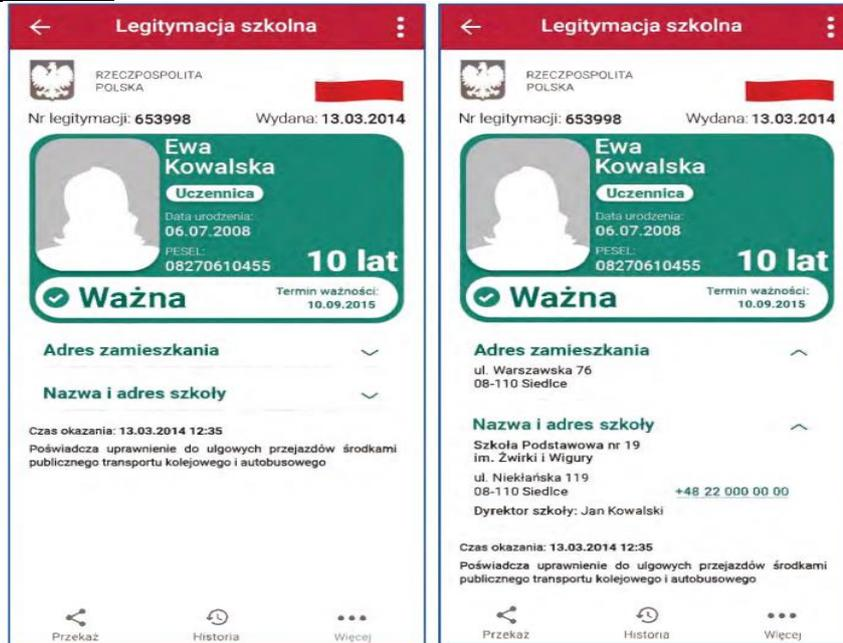 Legitymacja szkolna
RZECZPOSPOLITA
POLSKA
Nr legitymacji: 653998 Wydana: 13.03.2014
Ewa
Kowalska
Uczennica
Data urodzenia:
06.07.2008
PESEL:
08270610455 10 lat
Ważna Termin ważności:
10.09.2015
Adres zamieszkania
Nazwa i adres szkoły
Czas okazania: 13.03.2014 12:35
Poświadcza uprawnienie do ulgowych przejazdów środkami
publicznego transportu kolejowego i autobusowego
Przekaż Historia Więcej
Legitymacja szkolna
RZECZPOSPOLITA
POLSKA
Nr legitymacji: 653998 Wydana: 13.03.2014
Ewa
Kowalska
Uczennica
Data urodzenia:
06.07.2008
PESEL:
08270610455 10 lat
Ważna Termin ważności:
10.09.2015
Adres zamieszkania
ul. Warszawska 76
08-110 Siedlce
Nazwa i adres szkoły
Szkoła Podstawowa nr 19
im. Żwirki i Wigury
ul. Niekłańska 119
08-110 Siedlce +48 22 000 00 00
Dyrektor szkoły: Jan Kowalski
Czas okazania: 13.03.2014 12:35
Poświadcza uprawnienie do ulgowych przejazdów środkami
publicznego transportu kolejowego i autobusowego
Przekaż Historia Więcej